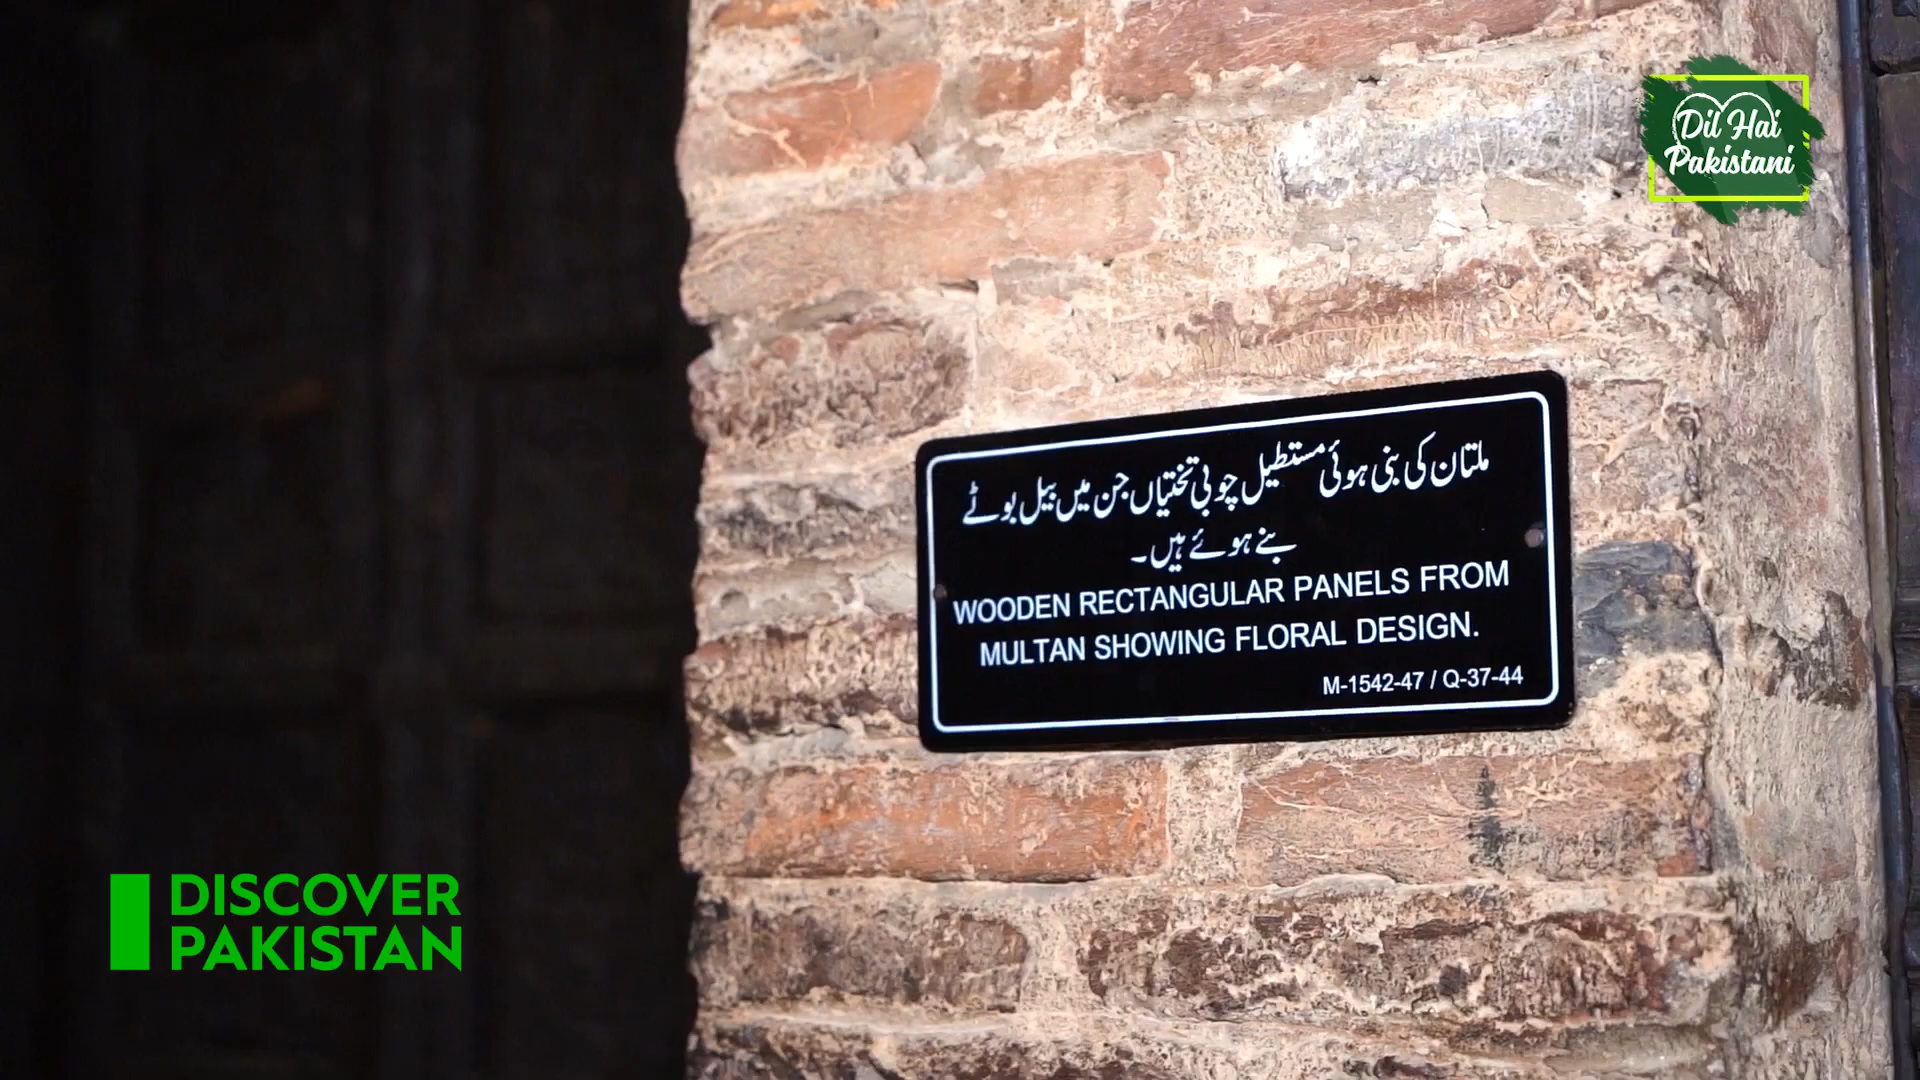 Dil Hai
Pakistani
ملتان کی بنی ہوئی مستطیل چوبی تختیاں جن میں بیل بوٹے
بنے ہوئے ہیں۔
WOODEN RECTANGULAR PANELS FROM
MULTAN SHOWING FLORAL DESIGN.
M-1542-47 / Q-37-44
DISCOVER
PAKISTAN